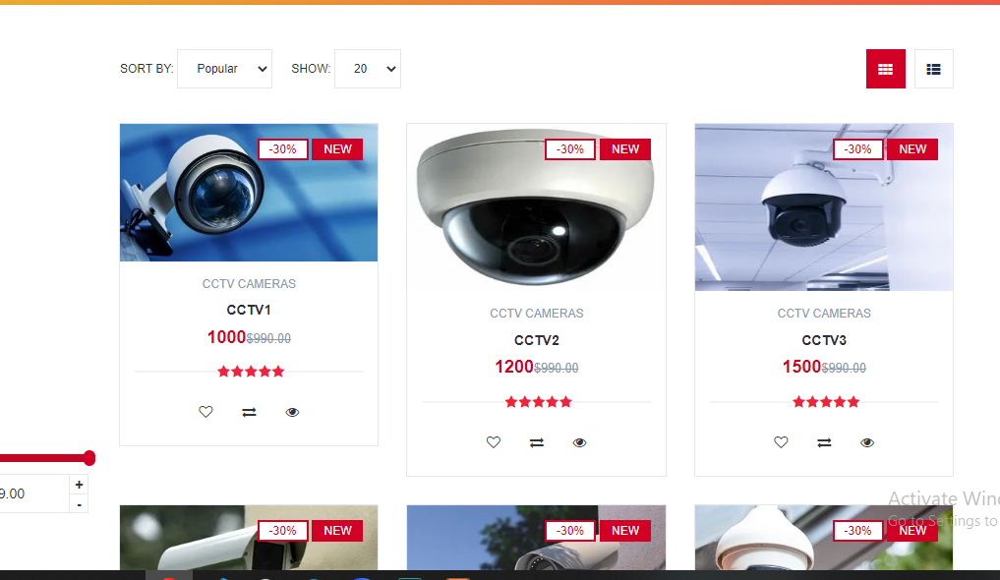 SORT BY: Popular SHOW: 20
-30% NEW
CCTV CAMERAS
CCTV1
1000$990.00
-30% NEW
CCTV CAMERAS
CCTV2
1200$990.00
-30% NEW
CCTV CAMERAS
CCTV3
1500$990.00
9.00
+
-
-30% NEW
-30% NEW
-30% NEW
Activate Win
Go to Settings to